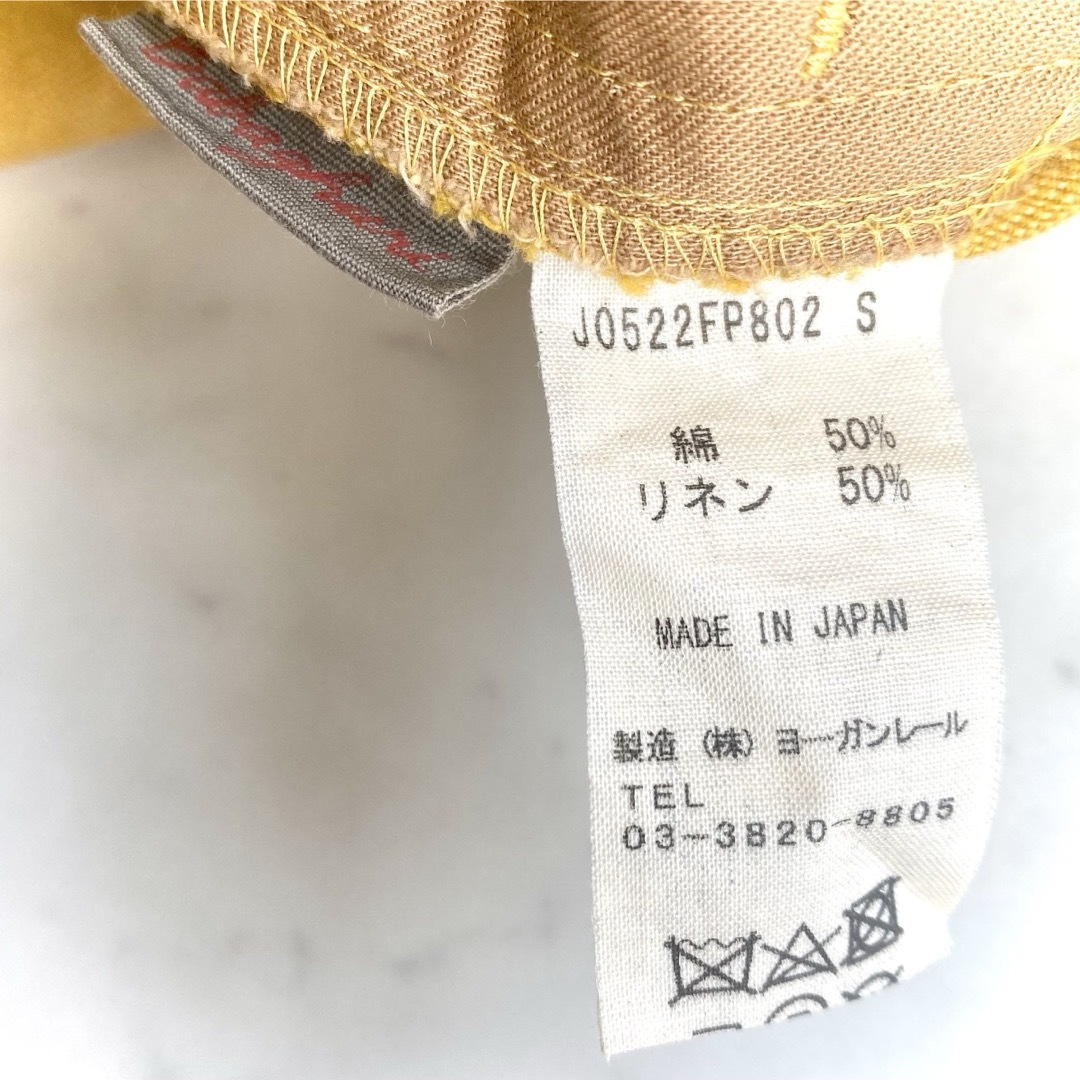 Babaghuri
J0522FP802 S
綿 50%
リネン 50%
MADE IN JAPAN
製造 (株) ヨーガンレール
TEL
03-3820-8805